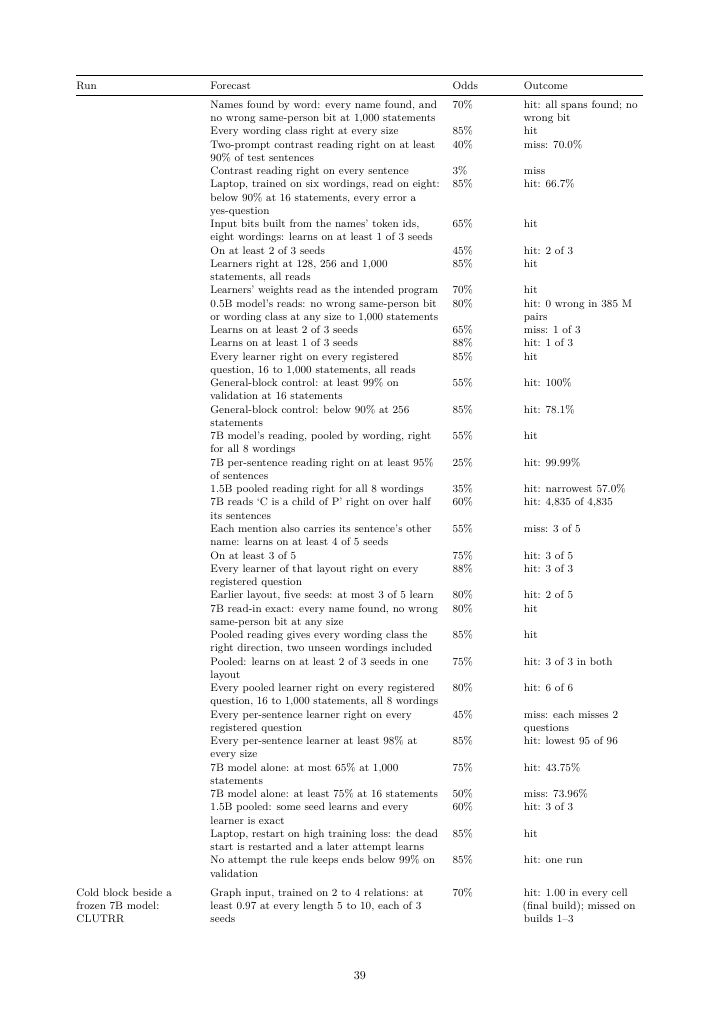 Run Forecast Odds Outcome
Names found by word: every name found, and 70% hit: all spans found; no
no wrong same-person bit at 1,000 statements wrong bit
Every wording class right at every size 85% hit
Two-prompt contrast reading right on at least 40% miss: 70.0%
90% of test sentences
Contrast reading right on every sentence 3% miss
Laptop, trained on six wordings, read on eight: 85% hit: 66.7%
below 90% at 16 statements, every error a
yes-question
Input bits built from the names’ token ids, 65% hit
eight wordings: learns on at least 1 of 3 seeds
On at least 2 of 3 seeds 45% hit: 2 of 3
Learners right at 128, 256 and 1,000 85% hit
statements, all reads
Learners’ weights read as the intended program 70% hit
0.5B model’s reads: no wrong same-person bit 80% hit: 0 wrong in 385 M
or wording class at any size to 1,000 statements pairs
Learns on at least 2 of 3 seeds 65% miss: 1 of 3
Learns on at least 1 of 3 seeds 88% hit: 1 of 3
Every learner right on every registered 85% hit
question, 16 to 1,000 statements, all reads
General-block control: at least 99% on 55% hit: 100%
validation at 16 statements
General-block control: below 90% at 256 85% hit: 78.1%
statements
7B model’s reading, pooled by wording, right 55% hit
for all 8 wordings
7B per-sentence reading right on at least 95% 25% hit: 99.99%
of sentences
1.5B pooled reading right for all 8 wordings 35% hit: narrowest 57.0%
7B reads ‘C is a child of P’ right on over half 60% hit: 4,835 of 4,835
its sentences
Each mention also carries its sentence’s other 55% miss: 3 of 5
name: learns on at least 4 of 5 seeds
On at least 3 of 5 75% hit: 3 of 5
Every learner of that layout right on every 88% hit: 3 of 3
registered question
Earlier layout, five seeds: at most 3 of 5 learn 80% hit: 2 of 5
7B read-in exact: every name found, no wrong 80% hit
same-person bit at any size
Pooled reading gives every wording class the 85% hit
right direction, two unseen wordings included
Pooled: learns on at least 2 of 3 seeds in one 75% hit: 3 of 3 in both
layout
Every pooled learner right on every registered 80% hit: 6 of 6
question, 16 to 1,000 statements, all 8 wordings
Every per-sentence learner right on every 45% miss: each misses 2
registered question questions
Every per-sentence learner at least 98% at 85% hit: lowest 95 of 96
every size
7B model alone: at most 65% at 1,000 75% hit: 43.75%
statements
7B model alone: at least 75% at 16 statements 50% miss: 73.96%
1.5B pooled: some seed learns and every 60% hit: 3 of 3
learner is exact
Laptop, restart on high training loss: the dead 85% hit
start is restarted and a later attempt learns
No attempt the rule keeps ends below 99% on 85% hit: one run
validation
Cold block beside a Graph input, trained on 2 to 4 relations: at 70% hit: 1.00 in every cell
frozen 7B model: least 0.97 at every length 5 to 10, each of 3 (final build); missed on
CLUTRR seeds builds 1–3
39